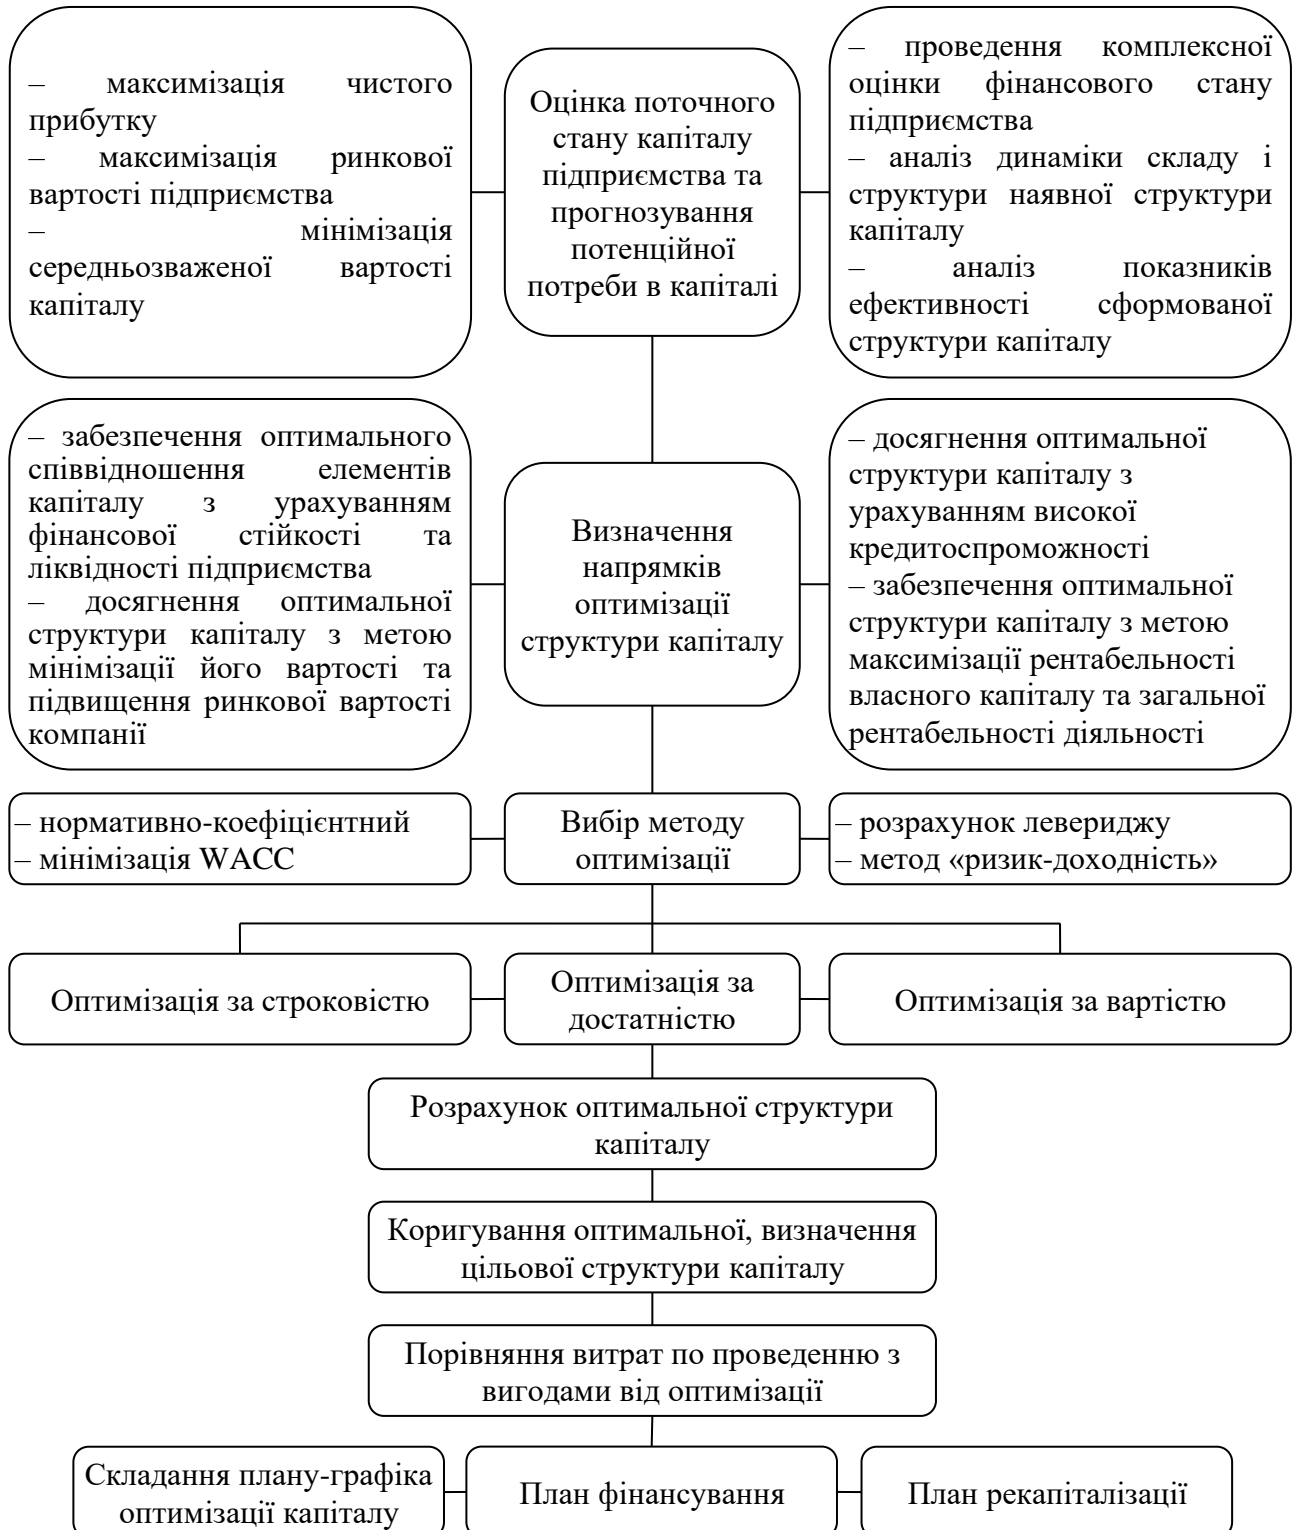 – максимізація чистого
прибутку
– максимізація ринкової
вартості підприємства
– мінімізація
середньозваженої вартості
капіталу
Оцінка поточного
стану капіталу
підприємства та
прогнозування
потенційної
потреби в капіталі
– проведення комплексної
оцінки фінансового стану
підприємства
– аналіз динаміки складу і
структури наявної структури
капіталу
– аналіз показників
ефективності сформованої
структури капіталу
– забезпечення оптимального
співвідношення елементів
капіталу з урахуванням
фінансової стійкості та
ліквідності підприємства
– досягнення оптимальної
структури капіталу з метою
мінімізації його вартості та
підвищення ринкової вартості
компанії
Визначення
напрямків
оптимізації
структури капіталу
– досягнення оптимальної
структури капіталу з
урахуванням високої
кредитоспроможності
– забезпечення оптимальної
структури капіталу з метою
максимізації рентабельності
власного капіталу та загальної
рентабельності діяльності
– нормативно-коефіцієнтний
– мінімізація WACC
Вибір методу
оптимізації
– розрахунок левериджу
– метод «ризик-доходність»
Оптимізація за строковістю
Оптимізація за
достатністю
Оптимізація за вартістю
Розрахунок оптимальної структури
капіталу
Коригування оптимальної, визначення
цільової структури капіталу
Порівняння витрат по проведенню з
вигодами від оптимізації
Складання плану-графіка
оптимізації капіталу
План фінансування
План рекапіталізації